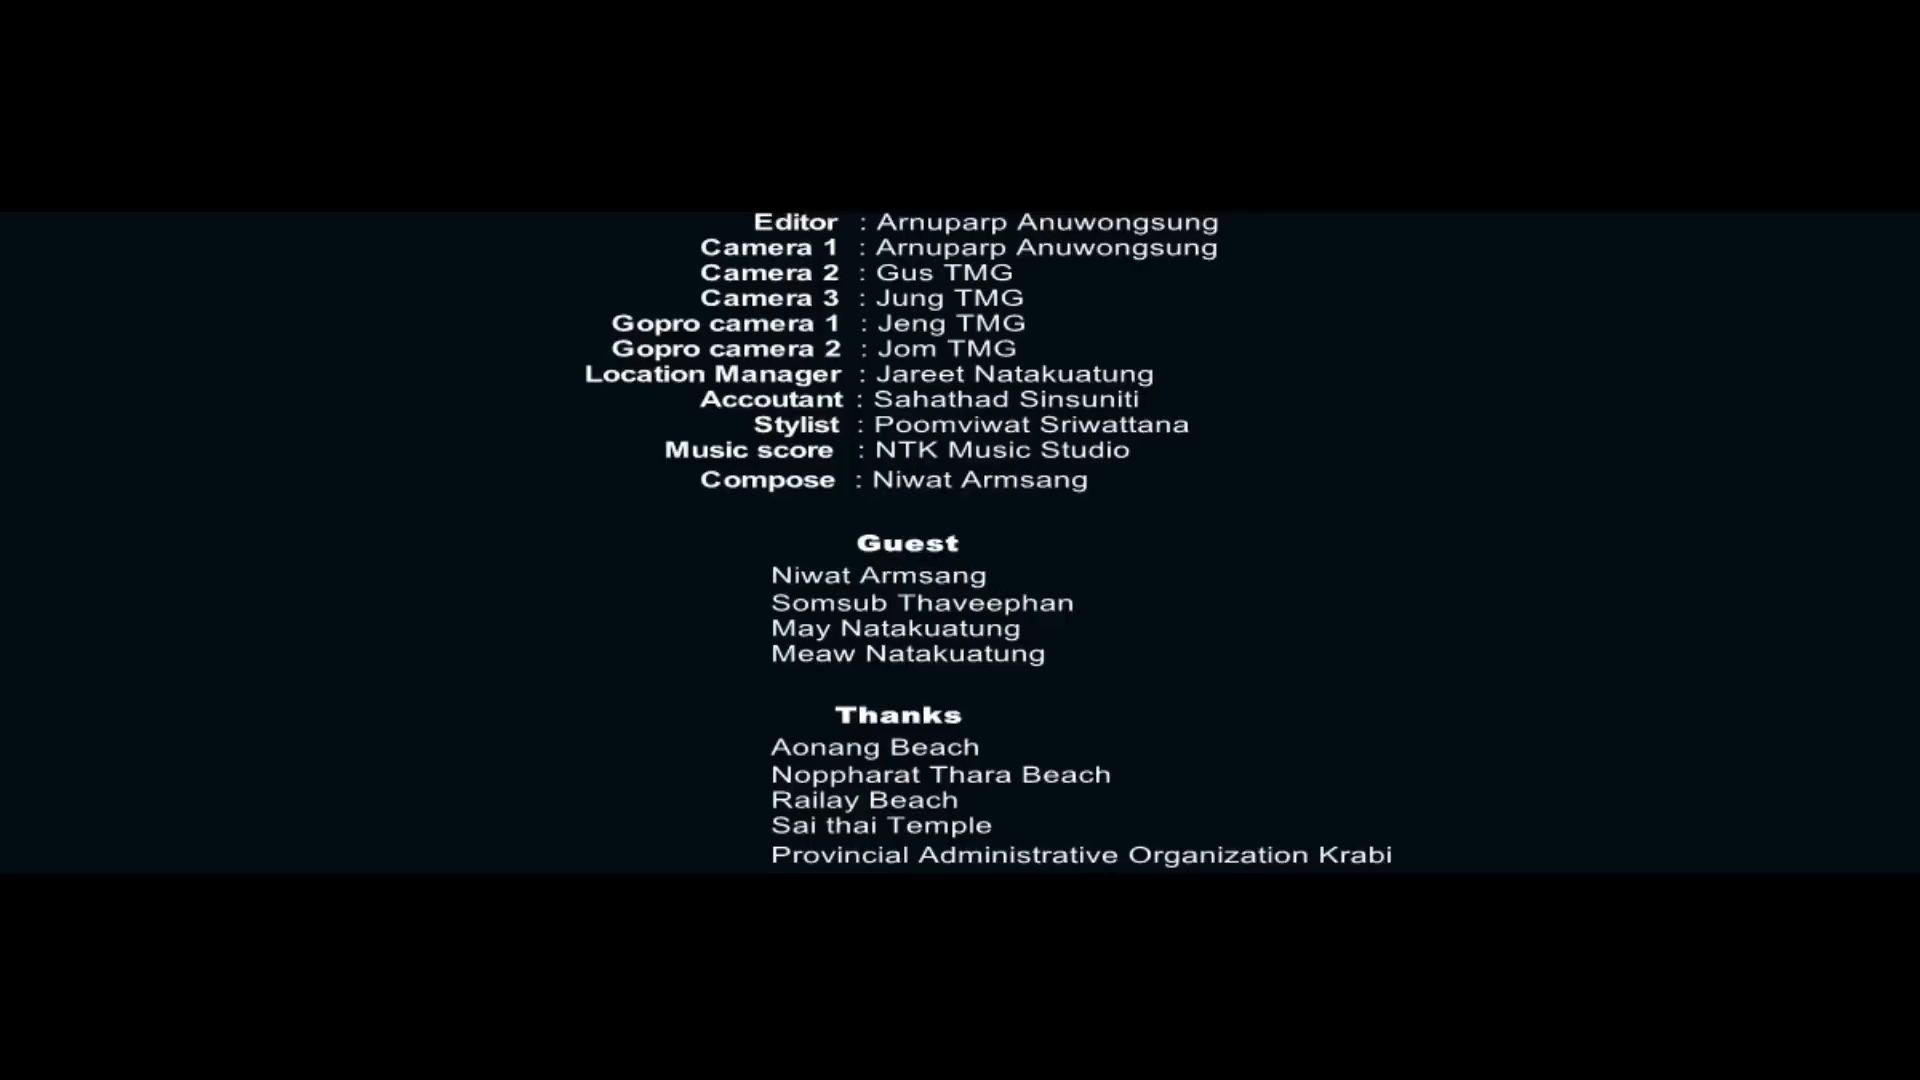 Editor : Arnuparp Anuwongsung
Camera 1 : Arnuparp Anuwongsung
Camera 2 : Gus TMG
Camera 3 : Jung TMG
Gopro camera 1 : Jeng TMG
Gopro camera 2 : Jom TMG
Location Manager : Jareet Natakuatung
Accoutant : Sahathad Sinsuniti
Stylist : Poomviwat Sriwattana
Music score : NTK Music Studio
Compose : Niwat Armsang
Guest
Niwat Armsang
Somsub Thaveephan
May Natakuatung
Meaw Natakuatung
Thanks
Aonang Beach
Noppharat Thara Beach
Railay Beach
Sai thai Temple
Provincial Administrative Organization Krabi